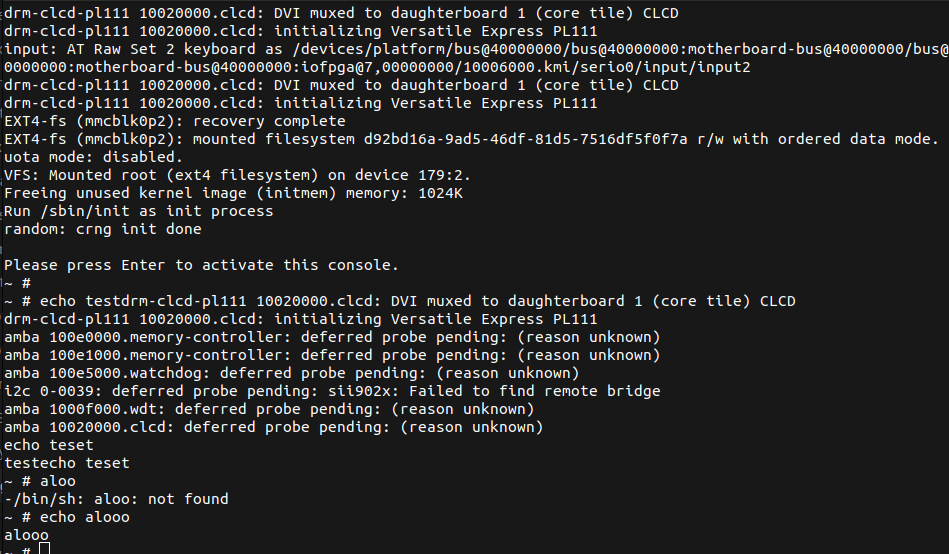 drm-clcd-pl111 10020000.clcd: DVI muxed to daughterboard 1 (core tile) CLCD
drm-clcd-pl111 10020000.clcd: initializing Versatile Express PL111
input: AT Raw Set 2 keyboard as /devices/platform/bus@40000000/bus@40000000:motherboard-bus@40000000/bus@
0000000:motherboard-bus@40000000:iofpga@7,00000000/10006000.kmi/serio0/input/input2
drm-clcd-pl111 10020000.clcd: DVI muxed to daughterboard 1 (core tile) CLCD
drm-clcd-pl111 10020000.clcd: initializing Versatile Express PL111
EXT4-fs (mmcblk0p2): recovery complete
EXT4-fs (mmcblk0p2): mounted filesystem d92bd16a-9ad5-46df-81d5-7516df5f0f7a r/w with ordered data mode.
uota mode: disabled.
VFS: Mounted root (ext4 filesystem) on device 179:2.
Freeing unused kernel image (initmem) memory: 1024K
Run /sbin/init as init process
random: crng init done
Please press Enter to activate this console.
~ #
~ # echo testdrm-clcd-pl111 10020000.clcd: DVI muxed to daughterboard 1 (core tile) CLCD
drm-clcd-pl111 10020000.clcd: initializing Versatile Express PL111
amba 100e0000.memory-controller: deferred probe pending: (reason unknown)
amba 100e1000.memory-controller: deferred probe pending: (reason unknown)
amba 100e5000.watchdog: deferred probe pending: (reason unknown)
i2c 0-0039: deferred probe pending: sii902x: Failed to find remote bridge
amba 1000f000.wdt: deferred probe pending: (reason unknown)
amba 10020000.clcd: deferred probe pending: (reason unknown)
echo teset
testecho teset
~ # aloo
-/bin/sh: aloo: not found
~ # echo alooo
alooo
~ #